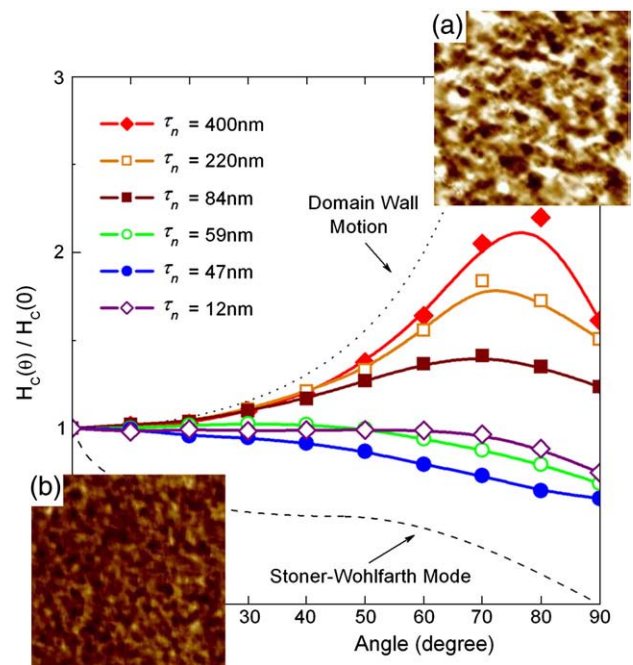 (a)
3
τn = 400nm
τn = 220nm
τn = 84nm
τn = 59nm
τn = 47nm
τn = 12nm
Domain Wall
Motion
2
HC(θ) / HC(0)
1
(b)
Stoner-Wohlfarth Mode
30 40 50 60 70 80 90
Angle (degree)